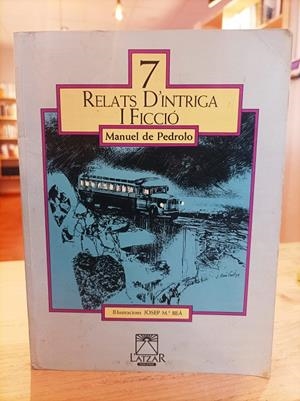 7
RELATS D'INTRIGA
I FICCIÓ
Manuel de Pedrolo
Il·lustracions JOSEP M.ª BEÀ
L'ATZAR